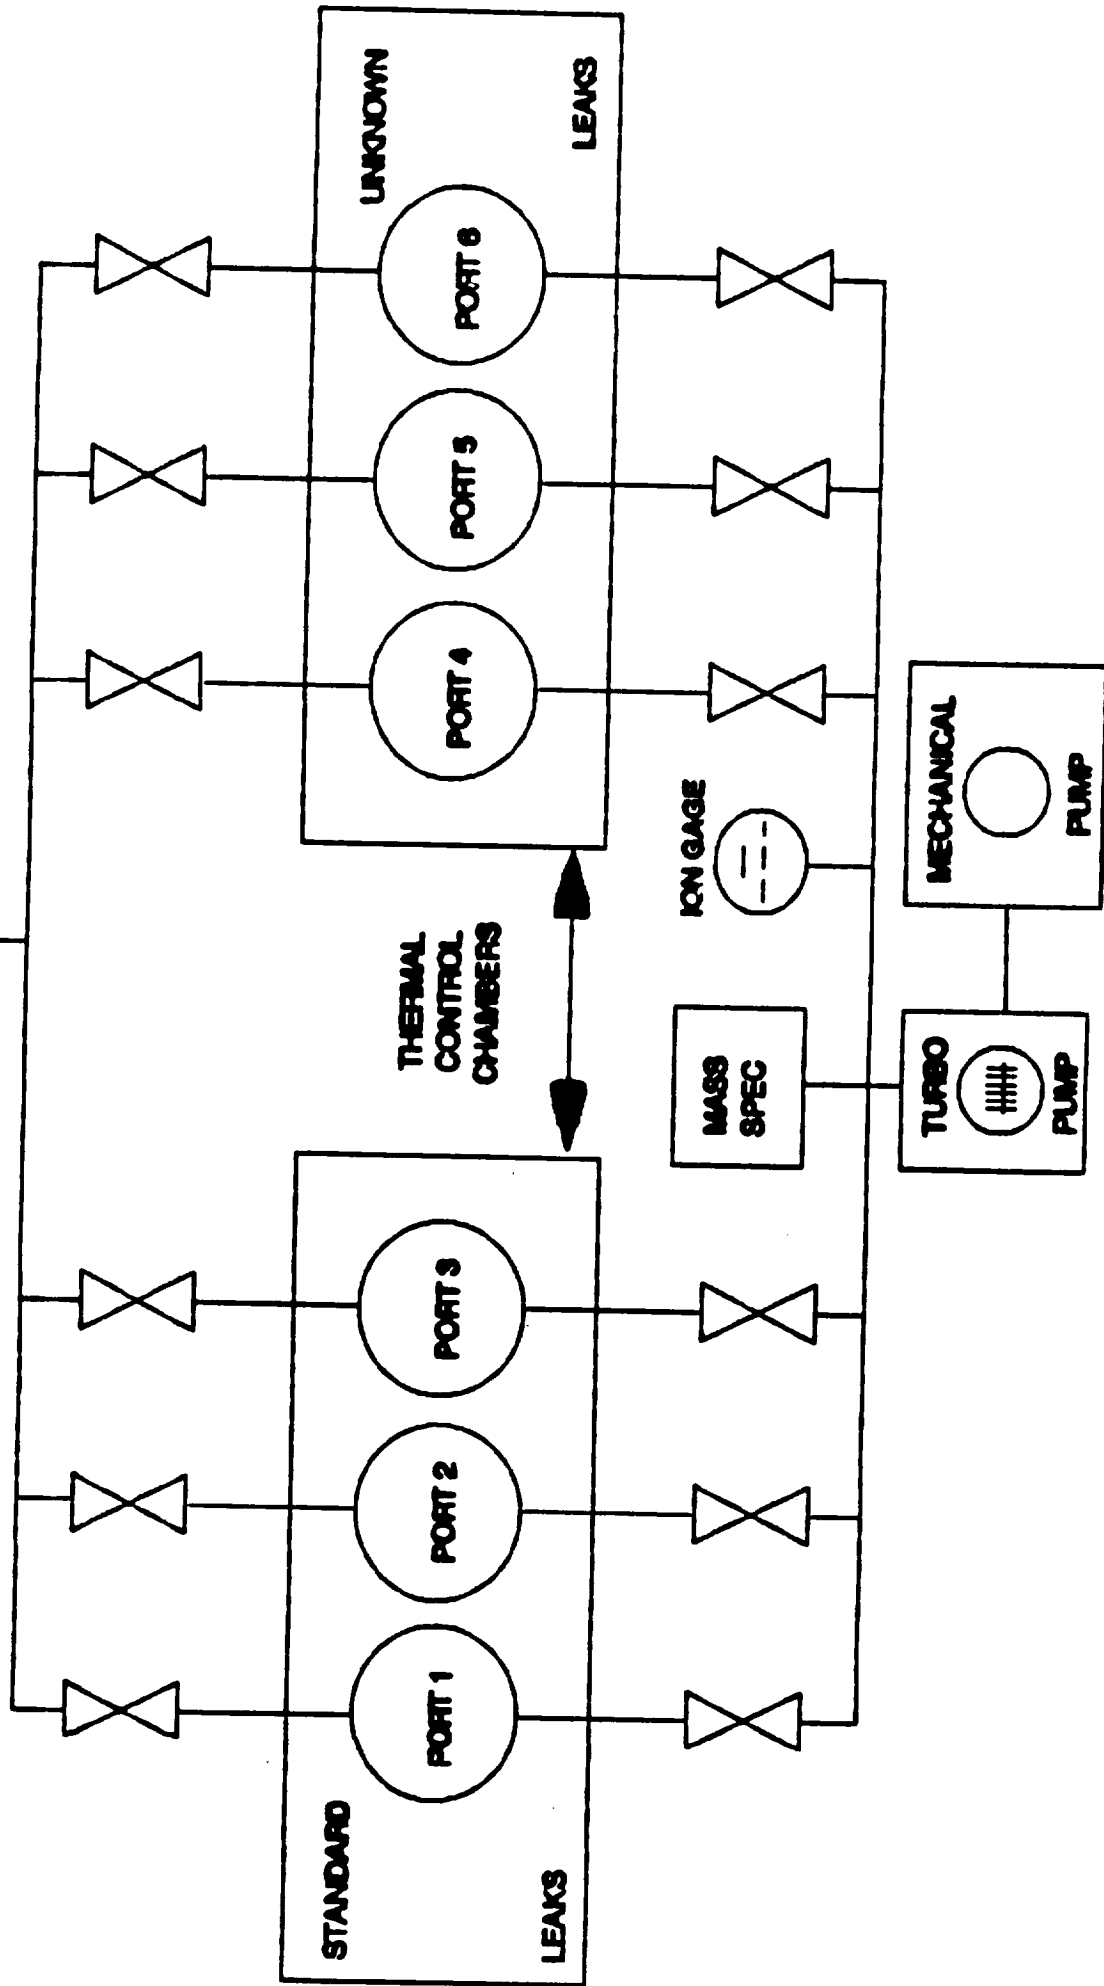 STANDARD
LEAKS
PORT 1
PORT 2
PORT 3
THERMAL
CONTROL
CHAMBERS
UNKNOWN
LEAKS
PORT 4
PORT 5
PORT 6
MASS
SPEC
ION GAGE
TURBO
PUMP
MECHANICAL
PUMP